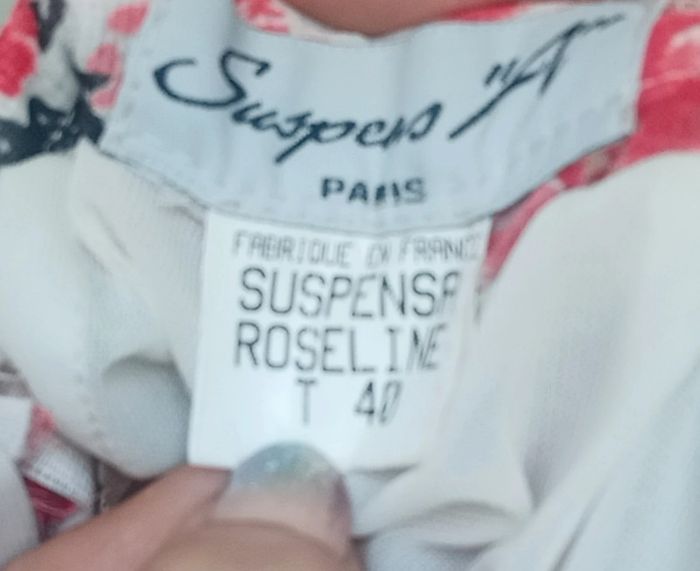 Suspens "A"
PARIS
FABRIQUE EN FRANCE
SUSPENSA
ROSELINE
T 40